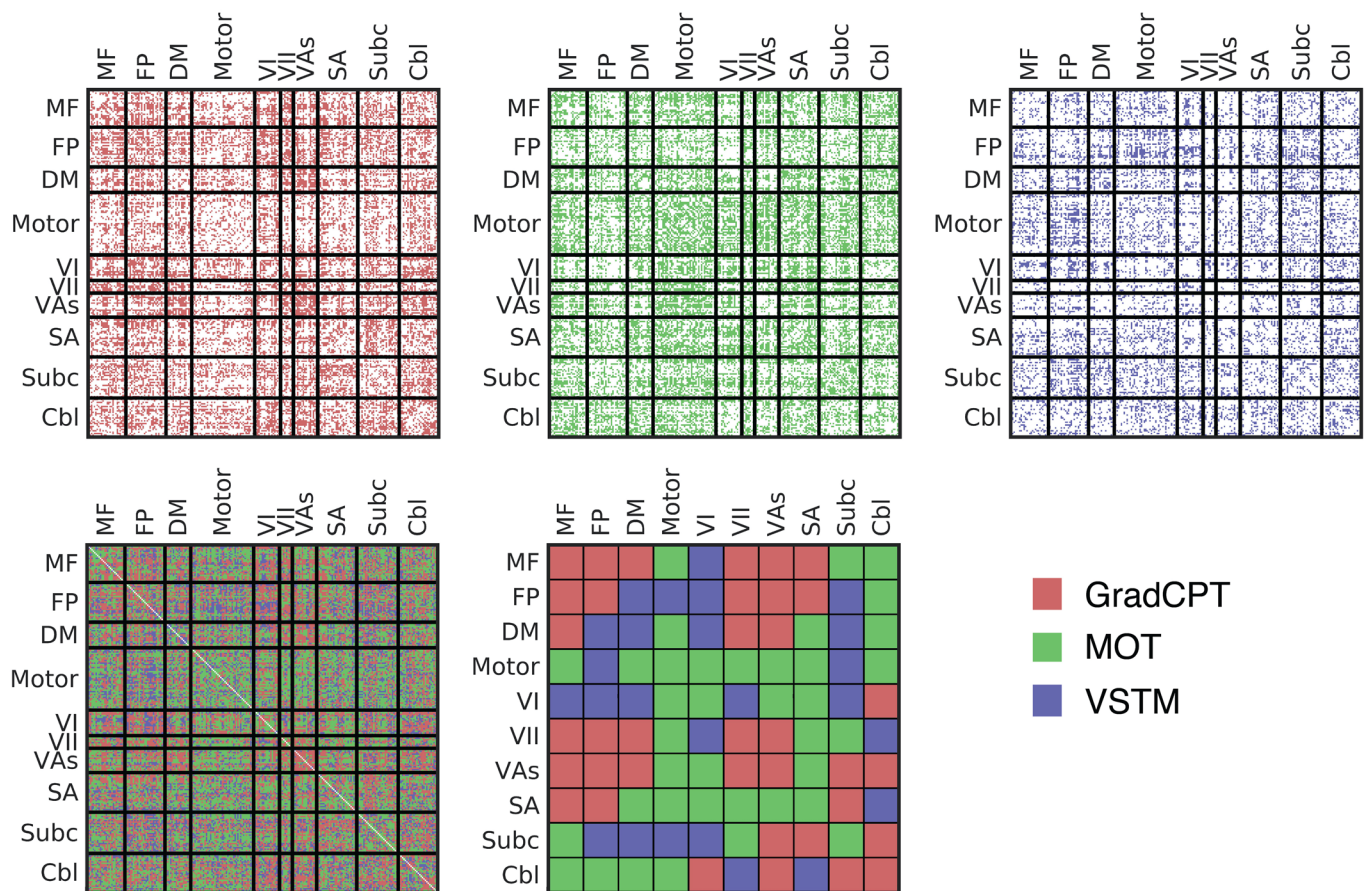 MF FP DM Motor VI VII VAs SA Subc Cbl
MF FP DM Motor VI VII VAs SA Subc Cbl
MF FP DM Motor VI VII VAs SA Subc Cbl
MF MF MF
FP FP FP
DM DM DM
Motor Motor Motor
VI VI VI
VII VII VII
VAs VAs VAs
SA SA SA
Subc Subc Subc
Cbl Cbl Cbl
MF FP DM Motor VI VII VAs SA Subc Cbl
MF FP DM Motor VI VII VAs SA Subc Cbl
MF MF
FP FP
DM DM
Motor Motor
VI VI
VII VII
VAs VAs
SA SA
Subc Subc
Cbl Cbl
GradCPT
MOT
VSTM